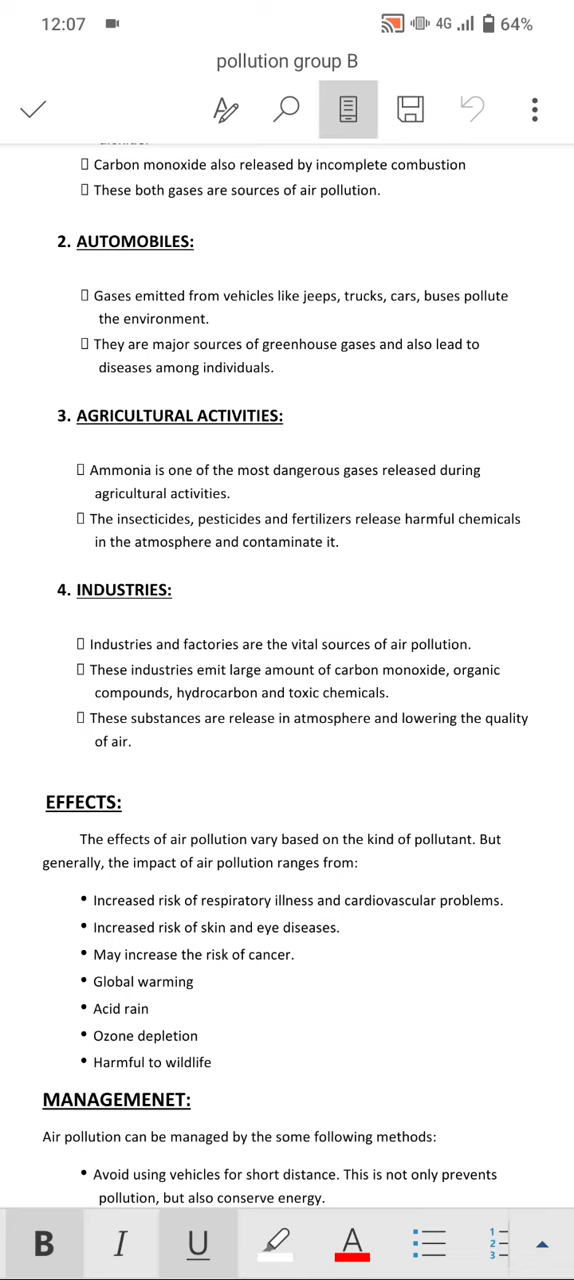 12:07
4G
64%
pollution group B
Carbon monoxide also released by incomplete combustion
These both gases are sources of air pollution.
2. AUTOMOBILES:
Gases emitted from vehicles like jeeps, trucks, cars, buses pollute
the environment.
They are major sources of greenhouse gases and also lead to
diseases among individuals.
3. AGRICULTURAL ACTIVITIES:
Ammonia is one of the most dangerous gases released during
agricultural activities.
The insecticides, pesticides and fertilizers release harmful chemicals
in the atmosphere and contaminate it.
4. INDUSTRIES:
Industries and factories are the vital sources of air pollution.
These industries emit large amount of carbon monoxide, organic
compounds, hydrocarbon and toxic chemicals.
These substances are release in atmosphere and lowering the quality
of air.
EFFECTS:
The effects of air pollution vary based on the kind of pollutant. But
generally, the impact of air pollution ranges from:
• Increased risk of respiratory illness and cardiovascular problems.
• Increased risk of skin and eye diseases.
• May increase the risk of cancer.
• Global warming
• Acid rain
• Ozone depletion
• Harmful to wildlife
MANAGEMENET:
Air pollution can be managed by the some following methods:
• Avoid using vehicles for short distance. This is not only prevents
pollution, but also conserve energy.
B I U A 1 2 3